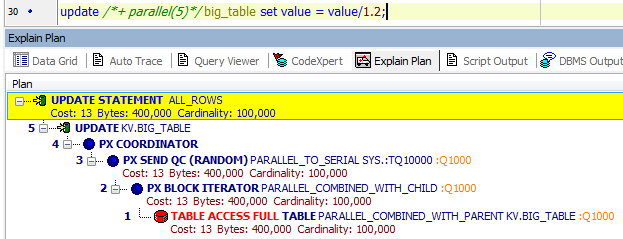 30
update /*+ parallel(5)*/ big_table set value = value/1.2;
Explain Plan
Data Grid Auto Trace Query Viewer CodeXpert Explain Plan Script Output DBMS Output
Plan
UPDATE STATEMENT ALL_ROWS
Cost: 13 Bytes: 400,000 Cardinality: 100,000
5 UPDATE KV.BIG_TABLE
4 PX COORDINATOR
3 PX SEND QC (RANDOM) PARALLEL_TO_SERIAL SYS.:TQ10000 :Q1000
Cost: 13 Bytes: 400,000 Cardinality: 100,000
2 PX BLOCK ITERATOR PARALLEL_COMBINED_WITH_CHILD :Q1000
Cost: 13 Bytes: 400,000 Cardinality: 100,000
1 TABLE ACCESS FULL TABLE PARALLEL_COMBINED_WITH_PARENT KV.BIG_TABLE :Q1000
Cost: 13 Bytes: 400,000 Cardinality: 100,000